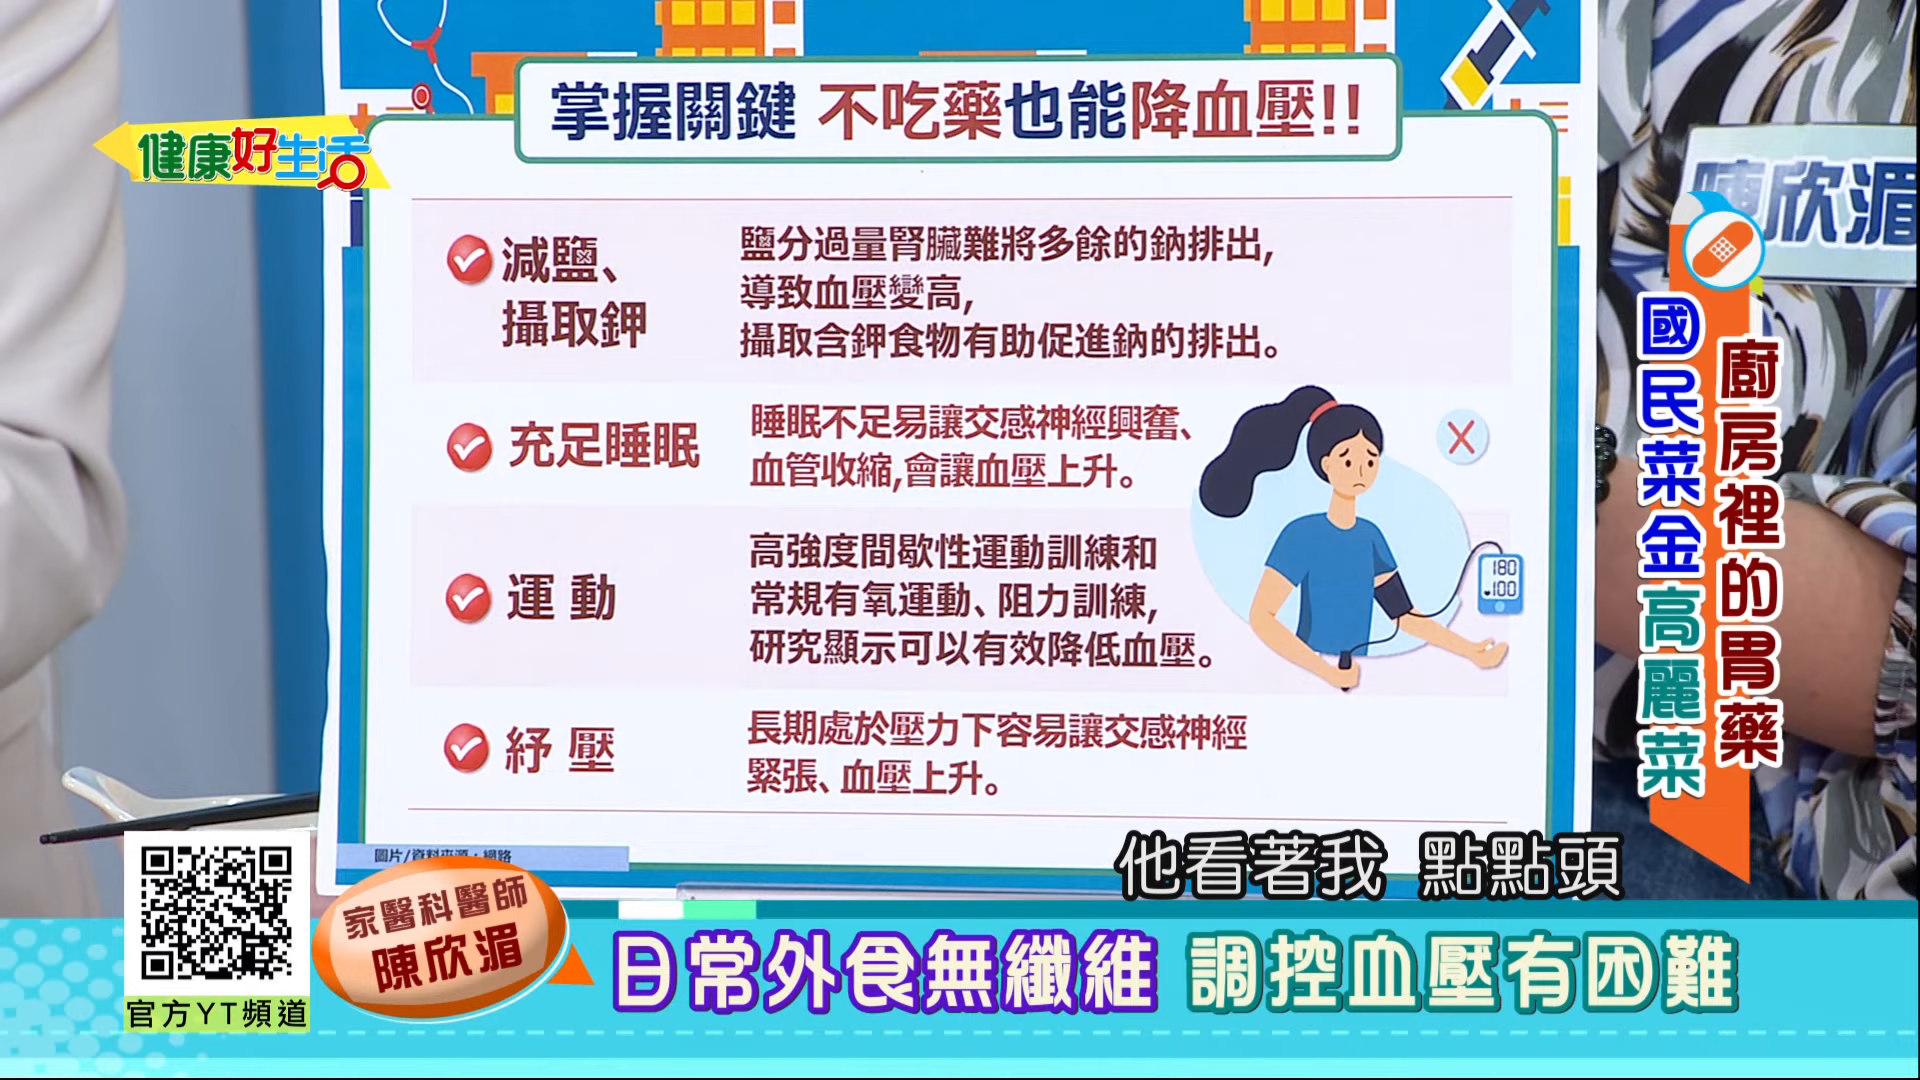 掌握關鍵 不吃藥也能降血壓!!
健康好生活
陳欣湄
減鹽、
攝取鉀
鹽分過量腎臟難將多餘的鈉排出,
導致血壓變高,
攝取含鉀食物有助促進鈉的排出。
充足睡眠
睡眠不足易讓交感神經興奮、
血管收縮,會讓血壓上升。
運動
高強度間歇性運動訓練和
常規有氧運動、阻力訓練,
研究顯示可以有效降低血壓。
180
100
紓壓
長期處於壓力下容易讓交感神經
緊張、血壓上升。
圖片/資料來源:網路
廚房裡的胃藥
國民菜金高麗菜
他看著我 點點頭
家醫科醫師
陳欣湄
日常外食無纖維 調控血壓有困難
官方YT頻道